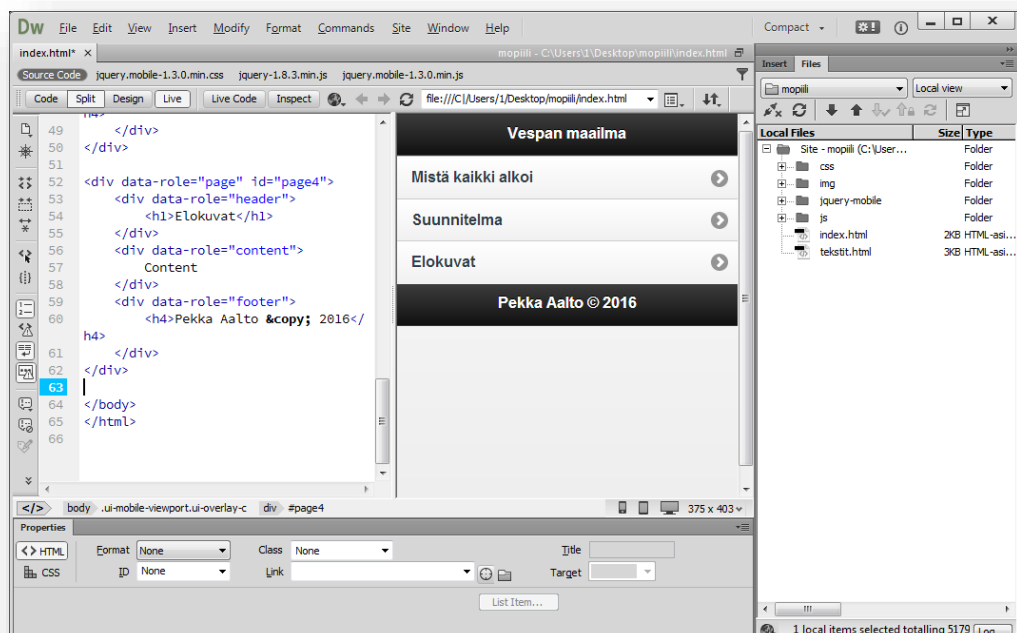 Dw File Edit View Insert Modify Format Commands Site Window Help Compact
index.html* × mopiili - C:\Users\1\Desktop\mopiili\index.html
Source Code jquery.mobile-1.3.0.min.css jquery-1.8.3.min.js jquery.mobile-1.3.0.min.js
Code Split Design Live Live Code Inspect file:///C|/Users/1/Desktop/mopiili/index.html
h4>
49 </div>
50 </div>
51
52 <div data-role="page" id="page4">
53 <div data-role="header">
54 <h1>Elokuvat</h1>
55 </div>
56 <div data-role="content">
57 Content
58 </div>
59 <div data-role="footer">
60 <h4>Pekka Aalto &copy; 2016</
h4>
61 </div>
62 </div>
63
64 </body>
65 </html>
66
Vespan maailma
Mistä kaikki alkoi
Suunnitelma
Elokuvat
Pekka Aalto © 2016
</> body .ui-mobile-viewport.ui-overlay-c div #page4 375 x 403
Properties
<> HTML Format None Class None Title
CSS ID None Link Target
List Item...
Insert Files
mopiili Local view
Local Files Size Type
Site - mopiili (C:\User... Folder
css Folder
img Folder
jquery-mobile Folder
js Folder
index.html 2KB HTML-asi...
tekstit.html 3KB HTML-asi...
1 local items selected totalling 5179 Log...